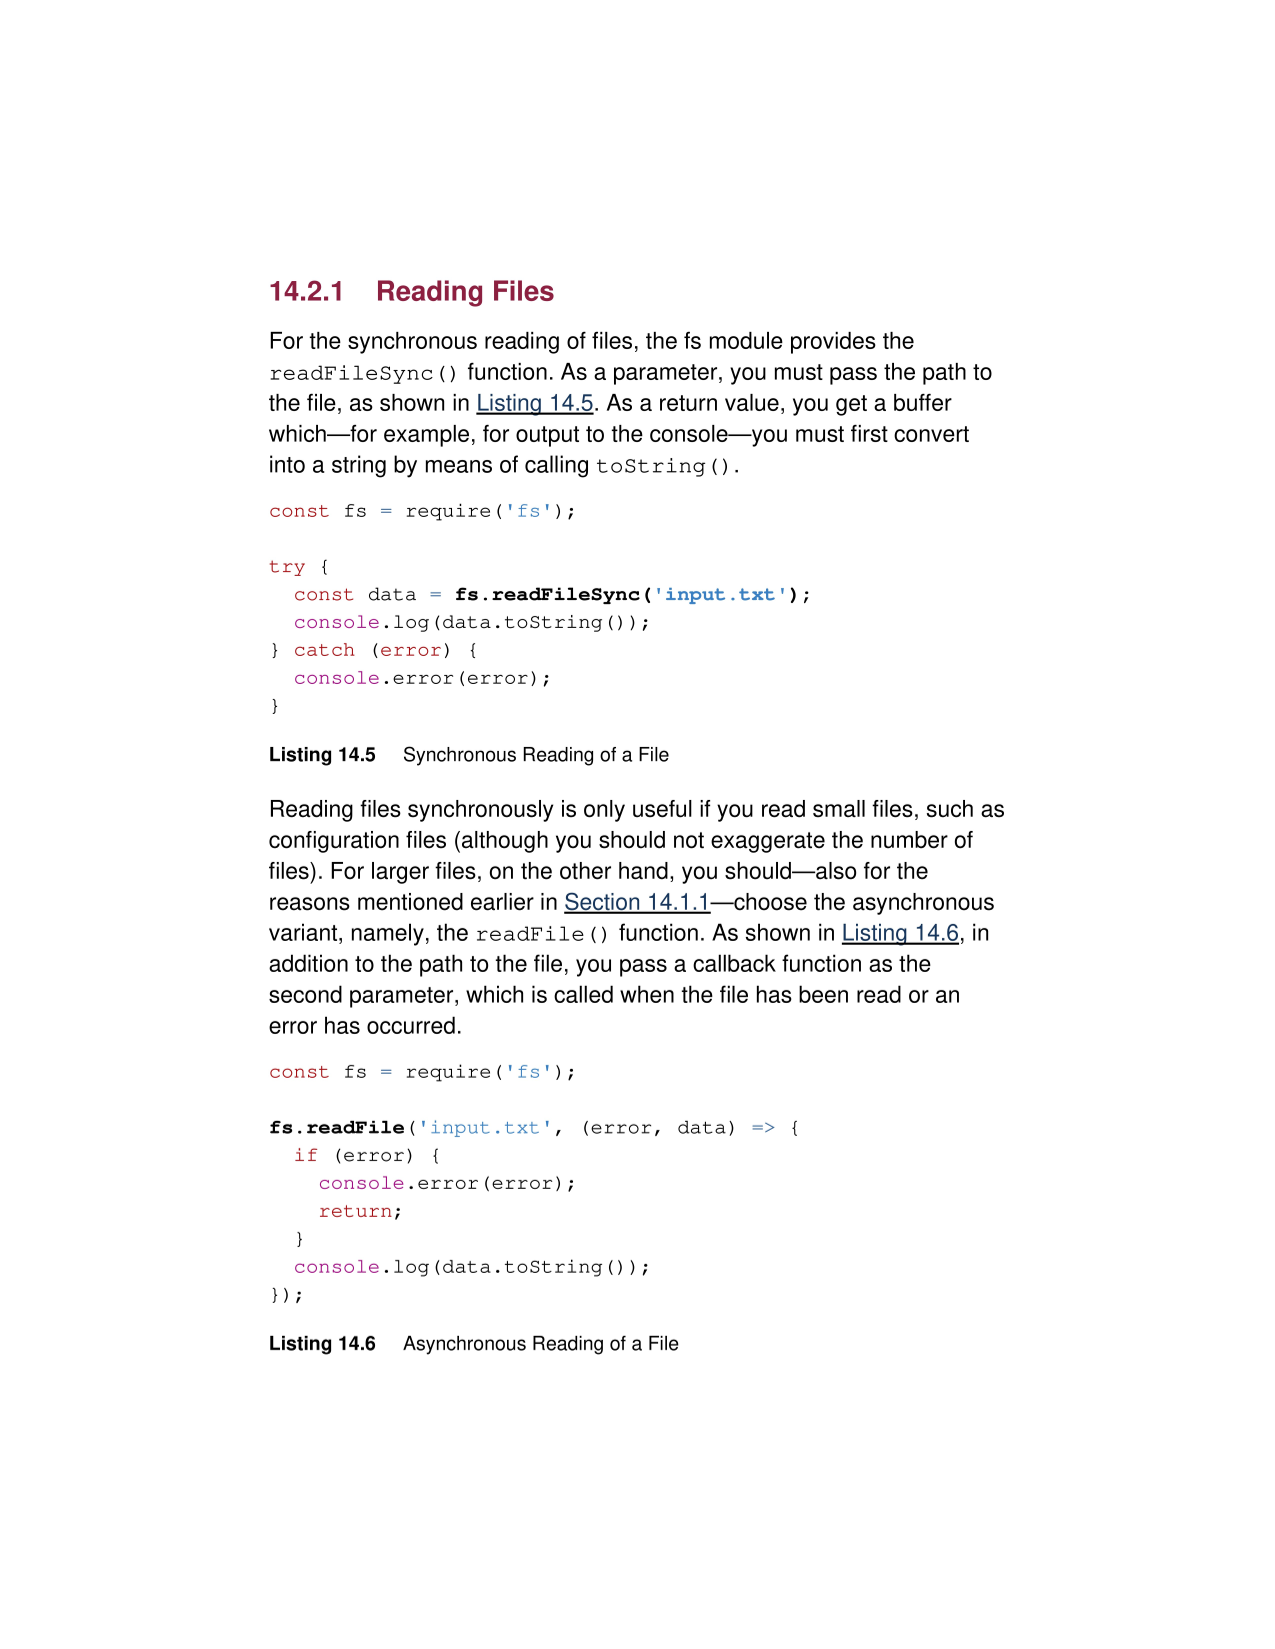 14.2.1 Reading Files
For the synchronous reading of files, the fs module provides the
readFileSync() function. As a parameter, you must pass the path to
the file, as shown in Listing 14.5. As a return value, you get a buffer
which—for example, for output to the console—you must first convert
into a string by means of calling toString().
const fs = require('fs');
try {
  const data = fs.readFileSync('input.txt');
  console.log(data.toString());
} catch (error) {
  console.error(error);
}
Listing 14.5 Synchronous Reading of a File
Reading files synchronously is only useful if you read small files, such as
configuration files (although you should not exaggerate the number of
files). For larger files, on the other hand, you should—also for the
reasons mentioned earlier in Section 14.1.1—choose the asynchronous
variant, namely, the readFile() function. As shown in Listing 14.6, in
addition to the path to the file, you pass a callback function as the
second parameter, which is called when the file has been read or an
error has occurred.
const fs = require('fs');
fs.readFile('input.txt', (error, data) => {
  if (error) {
    console.error(error);
    return;
  }
  console.log(data.toString());
});
Listing 14.6 Asynchronous Reading of a File